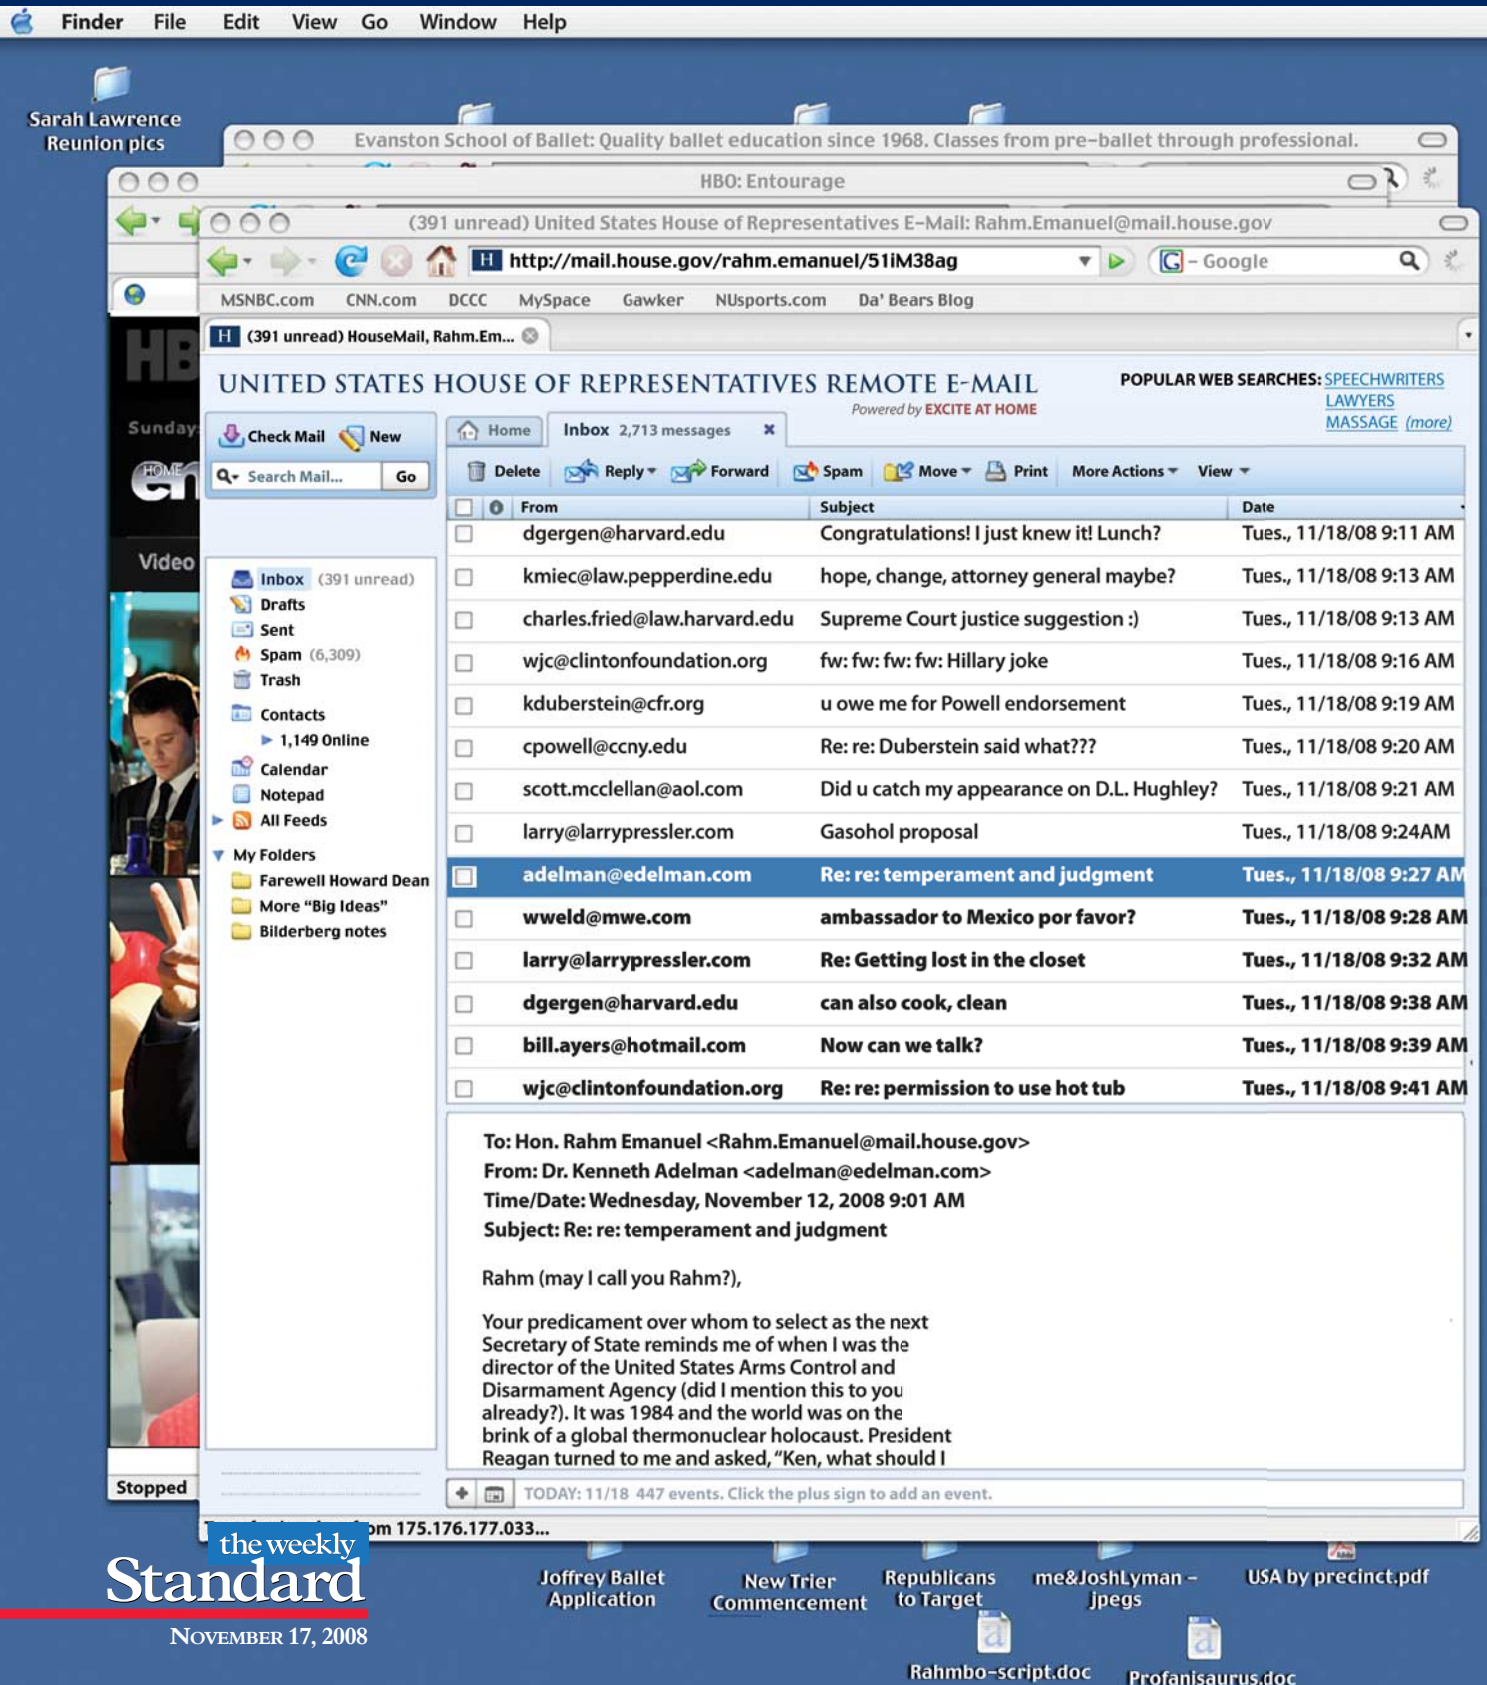 Finder File Edit View Go Window Help
Sarah Lawrence
Reunion pics
Evanston School of Ballet: Quality ballet education since 1968. Classes from pre-ballet through professional.
HBO: Entourage
(391 unread) United States House of Representatives E-Mail: Rahm.Emanuel@mail.house.gov
H http://mail.house.gov/rahm.emanuel/51iM38ag G - Google
MSNBC.com CNN.com DCCC MySpace Gawker NUsports.com Da' Bears Blog
H (391 unread) HouseMail, Rahm.Em...
HB
UNITED STATES HOUSE OF REPRESENTATIVES REMOTE E-MAIL
Powered by EXCITE AT HOME
POPULAR WEB SEARCHES: SPEECHWRITERS
LAWYERS
MASSAGE (more)
Sunday
HOME
en
Video
Check Mail New
Search Mail... Go
Home Inbox 2,713 messages
Delete Reply Forward Spam Move Print More Actions View
From Subject Date
dgergen@harvard.edu Congratulations! I just knew it! Lunch? Tues., 11/18/08 9:11 AM
kmiec@law.pepperdine.edu hope, change, attorney general maybe? Tues., 11/18/08 9:13 AM
charles.fried@law.harvard.edu Supreme Court justice suggestion :) Tues., 11/18/08 9:13 AM
wjc@clintonfoundation.org fw: fw: fw: fw: Hillary joke Tues., 11/18/08 9:16 AM
kduberstein@cfr.org u owe me for Powell endorsement Tues., 11/18/08 9:19 AM
cpowell@ccny.edu Re: re: Duberstein said what??? Tues., 11/18/08 9:20 AM
scott.mcclellan@aol.com Did u catch my appearance on D.L. Hughley? Tues., 11/18/08 9:21 AM
larry@larrypressler.com Gasohol proposal Tues., 11/18/08 9:24AM
adelman@edelman.com Re: re: temperament and judgment Tues., 11/18/08 9:27 AM
wweld@mwe.com ambassador to Mexico por favor? Tues., 11/18/08 9:28 AM
larry@larrypressler.com Re: Getting lost in the closet Tues., 11/18/08 9:32 AM
dgergen@harvard.edu can also cook, clean Tues., 11/18/08 9:38 AM
bill.ayers@hotmail.com Now can we talk? Tues., 11/18/08 9:39 AM
wjc@clintonfoundation.org Re: re: permission to use hot tub Tues., 11/18/08 9:41 AM
Inbox (391 unread)
Drafts
Sent
Spam (6,309)
Trash
Contacts
1,149 Online
Calendar
Notepad
All Feeds
My Folders
Farewell Howard Dean
More “Big Ideas”
Bilderberg notes
To: Hon. Rahm Emanuel <Rahm.Emanuel@mail.house.gov>
From: Dr. Kenneth Adelman <adelman@edelman.com>
Time/Date: Wednesday, November 12, 2008 9:01 AM
Subject: Re: re: temperament and judgment
Rahm (may I call you Rahm?),
Your predicament over whom to select as the next
Secretary of State reminds me of when I was the
director of the United States Arms Control and
Disarmament Agency (did I mention this to you
already?). It was 1984 and the world was on the
brink of a global thermonuclear holocaust. President
Reagan turned to me and asked, “Ken, what should I
TODAY: 11/18 447 events. Click the plus sign to add an event.
Stopped
om 175.176.177.033...
the weekly
Standard
NOVEMBER 17, 2008
Joffrey Ballet
Application
New Trier
Commencement
Republicans
to Target
me&JoshLyman –
jpegs
USA by precinct.pdf
Rahmbo-script.doc
Profanisaurus.doc